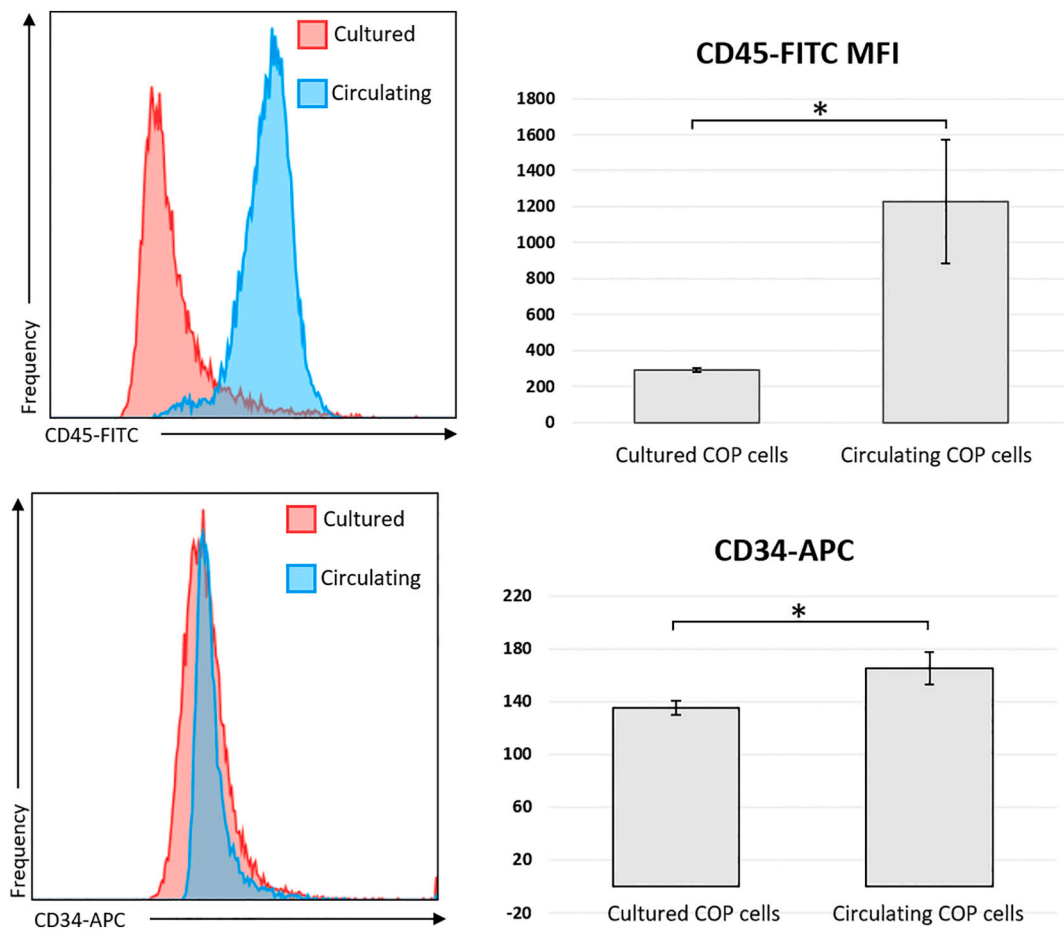 Cultured
Circulating
Frequency
CD45-FITC
CD45-FITC MFI
*
1800
1600
1400
1200
1000
800
600
400
200
0
Cultured COP cells
Circulating COP cells
Cultured
Circulating
Frequency
CD34-APC
CD34-APC
*
220
180
140
100
60
20
-20
Cultured COP cells
Circulating COP cells